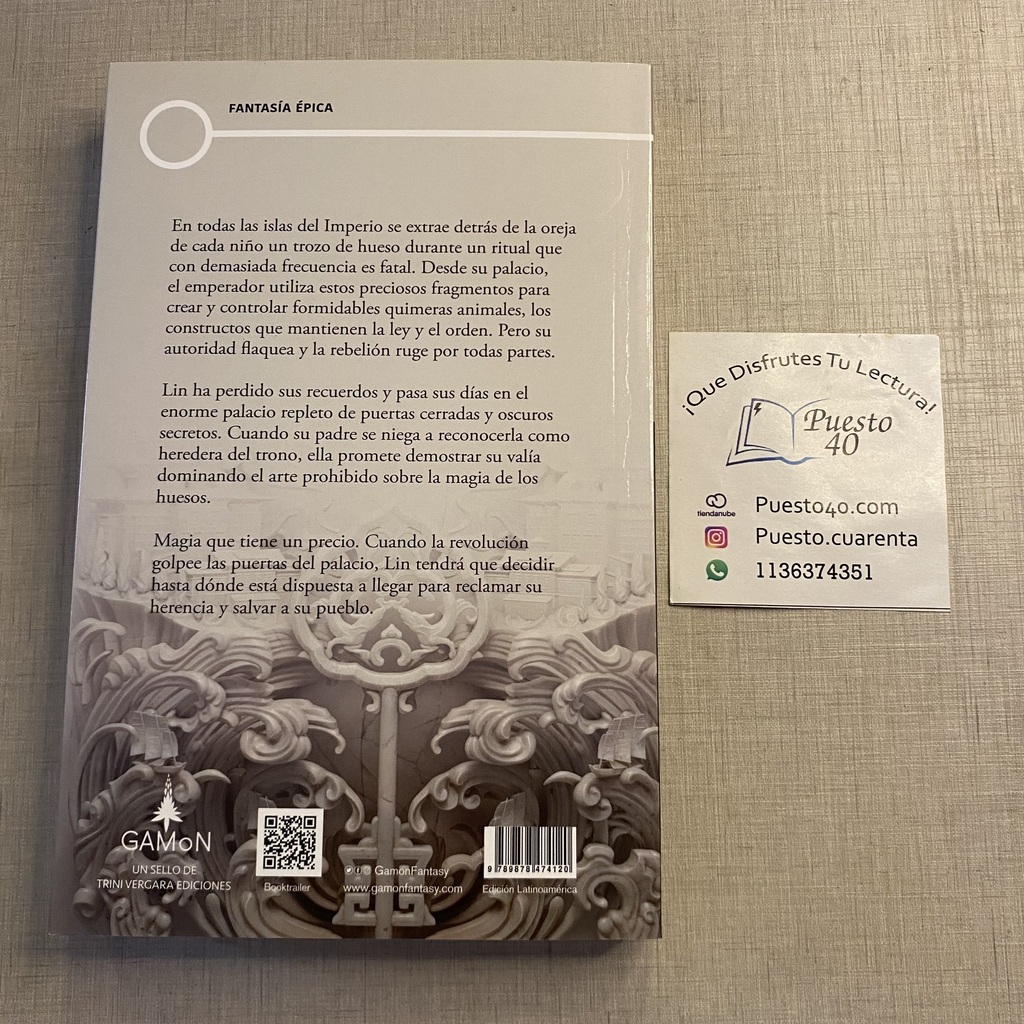 FANTASÍA ÉPICA
En todas las islas del Imperio se extrae detrás de la oreja
de cada niño un trozo de hueso durante un ritual que
con demasiada frecuencia es fatal. Desde su palacio,
el emperador utiliza estos preciosos fragmentos para
crear y controlar formidables quimeras animales, los
constructos que mantienen la ley y el orden. Pero su
autoridad flaquea y la rebelión ruge por todas partes.
Lin ha perdido sus recuerdos y pasa sus días en el
enorme palacio repleto de puertas cerradas y oscuros
secretos. Cuando su padre se niega a reconocerla como
heredera del trono, ella promete demostrar su valía
dominando el arte prohibido sobre la magia de los
huesos.
Magia que tiene un precio. Cuando la revolución
golpee las puertas del palacio, Lin tendrá que decidir
hasta dónde está dispuesta a llegar para reclamar su
herencia y salvar a su pueblo.
GAMoN
UN SELLO DE
TRINI VERGARA EDICIONES
Booktrailer
GamonFantasy
www.gamonfantasy.com
9 789878 474120
Edición Latinoamérica
¡Que Disfrutes Tu Lectura!
Puesto
40
tiendanube
Puesto40.com
Puesto.cuarenta
1136374351